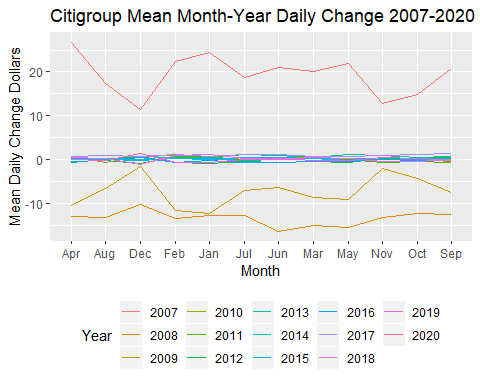 Citigroup Mean Month-Year Daily Change 2007-2020
Mean Daily Change Dollars
20
10
0
-10
Apr Aug Dec Feb Jan Jul Jun Mar May Nov Oct Sep
Month
Year
2007 2010 2013 2016 2019
2008 2011 2014 2017 2020
2009 2012 2015 2018